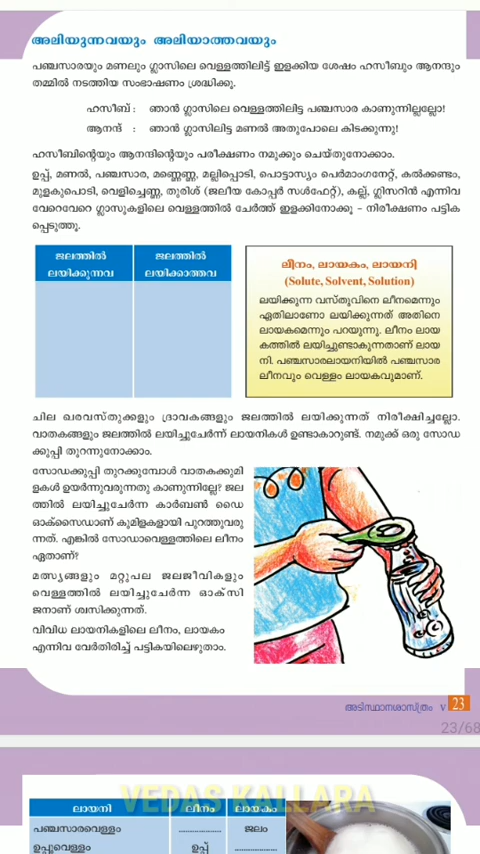 അലിയുന്നവയും അലിയാത്തവയും
പഞ്ചസാരയും മണലും ഗ്ലാസിലെ വെള്ളത്തിലിട്ട് ഇളക്കിയ ശേഷം ഹസീബും ആനന്ദും
തമ്മിൽ നടത്തിയ സംഭാഷണം ശ്രദ്ധിക്കൂ.
ഹസീബ് : ഞാൻ ഗ്ലാസിലെ വെള്ളത്തിലിട്ട പഞ്ചസാര കാണുന്നില്ലല്ലോ!
ആനന്ദ് : ഞാൻ ഗ്ലാസിലിട്ട മണൽ അതുപോലെ കിടക്കുന്നു!
ഹസീബിന്റെയും ആനന്ദിന്റെയും പരീക്ഷണം നമുക്കും ചെയ്തുനോക്കാം.
ഉപ്പ്, മണൽ, പഞ്ചസാര, മണ്ണെണ്ണ, മല്ലിപ്പൊടി, പൊട്ടാസ്യം പെർമാംഗനേറ്റ്, കൽക്കണ്ടം,
മുളകുപൊടി, വെളിച്ചെണ്ണ, തുരിശ് (ജലീയ കോപ്പർ സൾഫേറ്റ്), കല്ല്, ഗ്ലിസറിൻ എന്നിവ
വേറെവേറെ ഗ്ലാസുകളിലെ വെള്ളത്തിൽ ചേർത്ത് ഇളക്കിനോക്കൂ - നിരീക്ഷണം പട്ടിക
പ്പെടുത്തൂ.
ജലത്തിൽ ലയിക്കുന്നവ
ജലത്തിൽ ലയിക്കാത്തവ
ലീനം, ലായകം, ലായനി
(Solute, Solvent, Solution)
ലയിക്കുന്ന വസ്തുവിനെ ലീനമെന്നും
ഏതിലാണോ ലയിക്കുന്നത് അതിനെ
ലായകമെന്നും പറയുന്നു. ലീനം ലായ
കത്തിൽ ലയിച്ചുണ്ടാകുന്നതാണ് ലായ
നി. പഞ്ചസാരലായനിയിൽ പഞ്ചസാര
ലീനവും വെള്ളം ലായകവുമാണ്.
ചില ഖരവസ്തുക്കളും ദ്രാവകങ്ങളും ജലത്തിൽ ലയിക്കുന്നത് നിരീക്ഷിച്ചല്ലോ.
വാതകങ്ങളും ജലത്തിൽ ലയിച്ചുചേർന്ന് ലായനികൾ ഉണ്ടാകാറുണ്ട്. നമുക്ക് ഒരു സോഡ
ക്കുപ്പി തുറന്നുനോക്കാം.
സോഡക്കുപ്പി തുറക്കുമ്പോൾ വാതകക്കുമി
ളകൾ ഉയർന്നുവരുന്നതു കാണുന്നില്ലേ? ജല
ത്തിൽ ലയിച്ചുചേർന്ന കാർബൺ ഡൈ
ഓക്സൈഡാണ് കുമിളകളായി പുറത്തുവരു
ന്നത്. എങ്കിൽ സോഡാവെള്ളത്തിലെ ലീനം
ഏതാണ്?
മത്സ്യങ്ങളും മറ്റുപല ജലജീവികളും
വെള്ളത്തിൽ ലയിച്ചുചേർന്ന ഓക്സി
ജനാണ് ശ്വസിക്കുന്നത്.
വിവിധ ലായനികളിലെ ലീനം, ലായകം
എന്നിവ വേർതിരിച്ച് പട്ടികയിലെഴുതാം.
അടിസ്ഥാനശാസ്ത്രം V 23
23/68
VEDAS KALLARA
ലായനി ലീനം ലായകം
പഞ്ചസാരവെള്ളം .................... ജലം
ഉപ്പുവെള്ളം ഉപ്പ് ....................